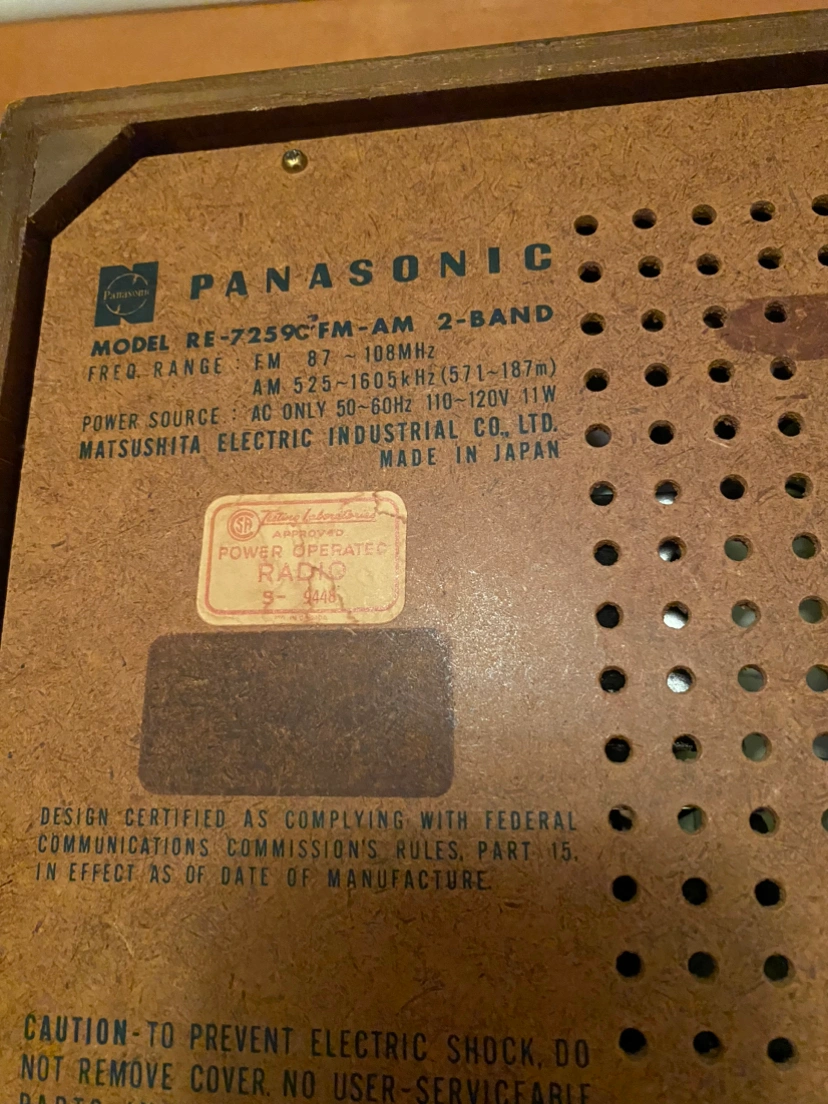 Panasonic
PANASONIC
MODEL RE-7259C FM-AM 2-BAND
FREQ. RANGE : FM 87 ~ 108MHz
AM 525~1605kHz (571~187m)
POWER SOURCE : AC ONLY 50~60Hz 110~120V 11W
MATSUSHITA ELECTRIC INDUSTRIAL CO., LTD.
MADE IN JAPAN
Testing Laboratories
APPROVED
POWER OPERATED
RADIO
S- 9448
DESIGN CERTIFIED AS COMPLYING WITH FEDERAL
COMMUNICATIONS COMMISSION'S RULES, PART 15,
IN EFFECT AS OF DATE OF MANUFACTURE.
CAUTION-TO PREVENT ELECTRIC SHOCK, DO
NOT REMOVE COVER. NO USER-SERVICEABLE